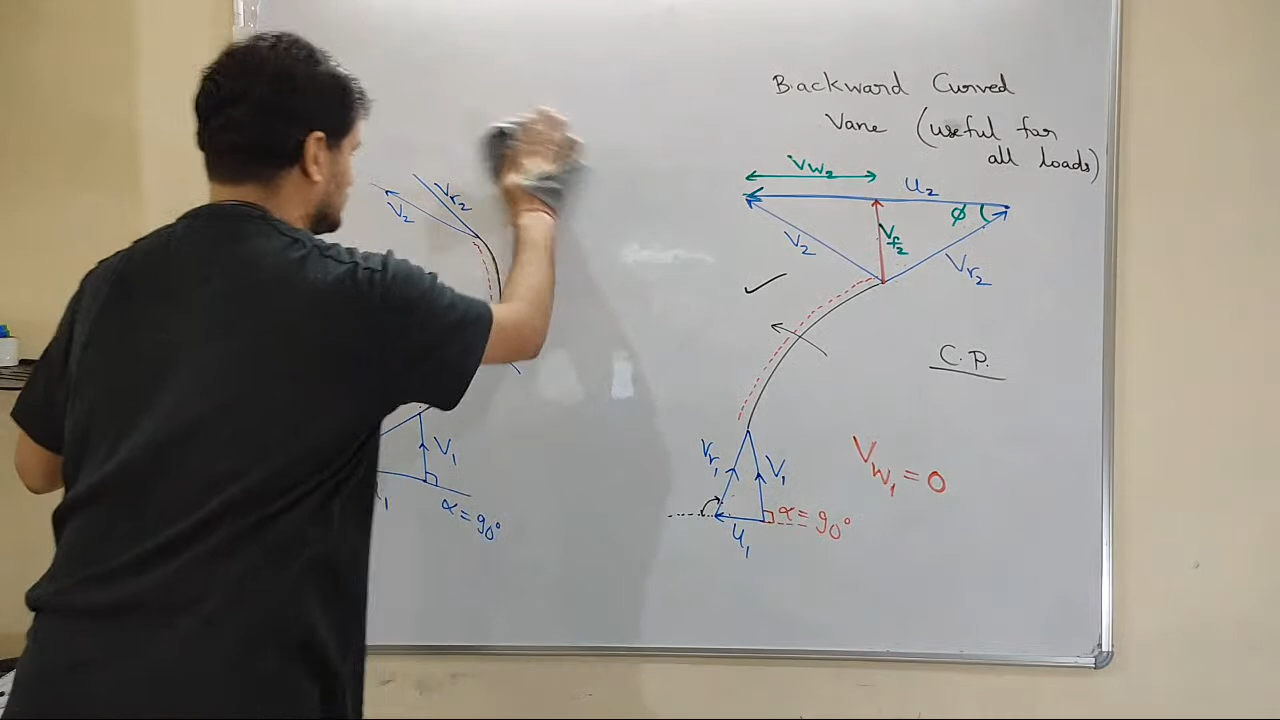 Backward Curved
Vane (useful for
all loads)
Vw₂
u₂
ϕ
Vf₂
V₂
Vr₂
C.P.
Vr₁
V₁
Vw₁ = 0
α = 90°
u₁
Vr₂
V₂
V₁
₁
α = 90°